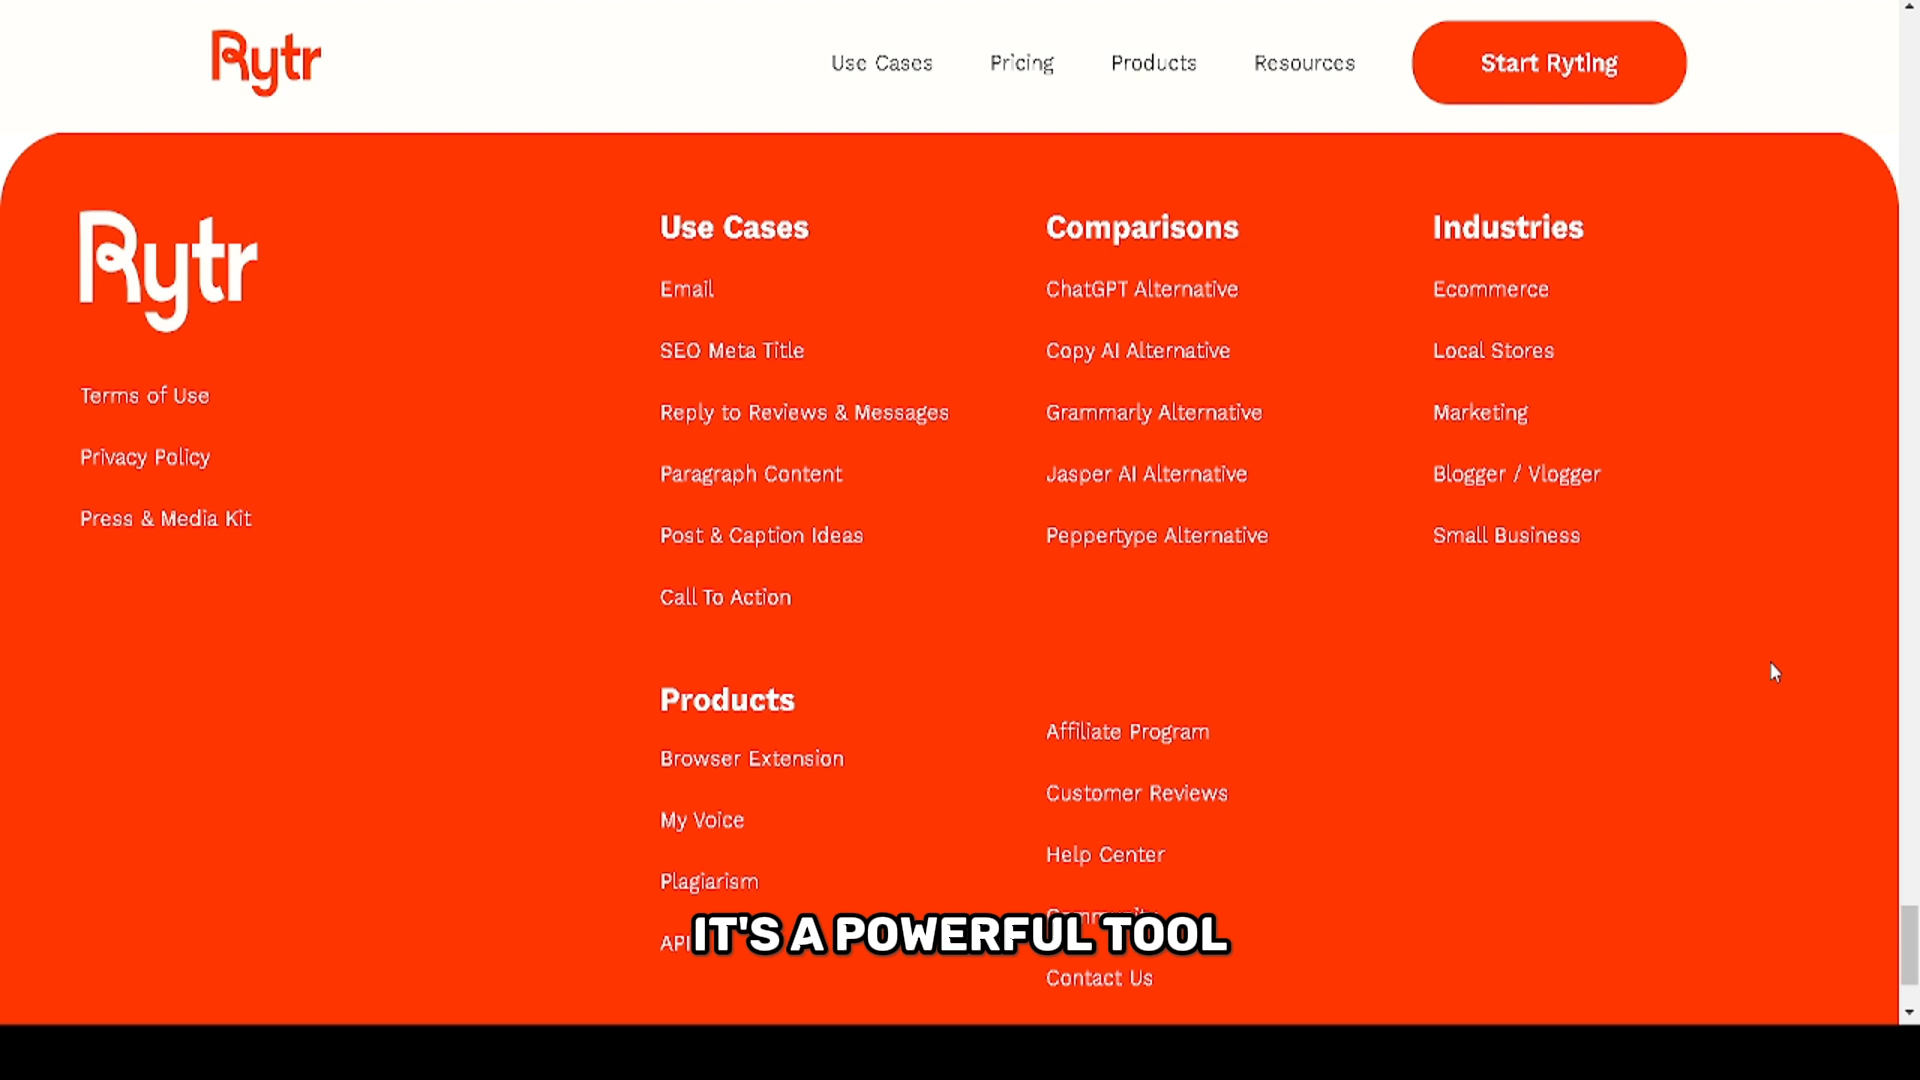 Rytr
Use Cases
Pricing
Products
Resources
Start Ryting
Rytr
Terms of Use
Privacy Policy
Press & Media Kit
Use Cases
Email
SEO Meta Title
Reply to Reviews & Messages
Paragraph Content
Post & Caption Ideas
Call To Action
Comparisons
ChatGPT Alternative
Copy AI Alternative
Grammarly Alternative
Jasper AI Alternative
Peppertype Alternative
Industries
Ecommerce
Local Stores
Marketing
Blogger / Vlogger
Small Business
Products
Browser Extension
My Voice
Plagiarism
API
Affiliate Program
Customer Reviews
Help Center
Community
Contact Us
IT'S A POWERFUL TOOL